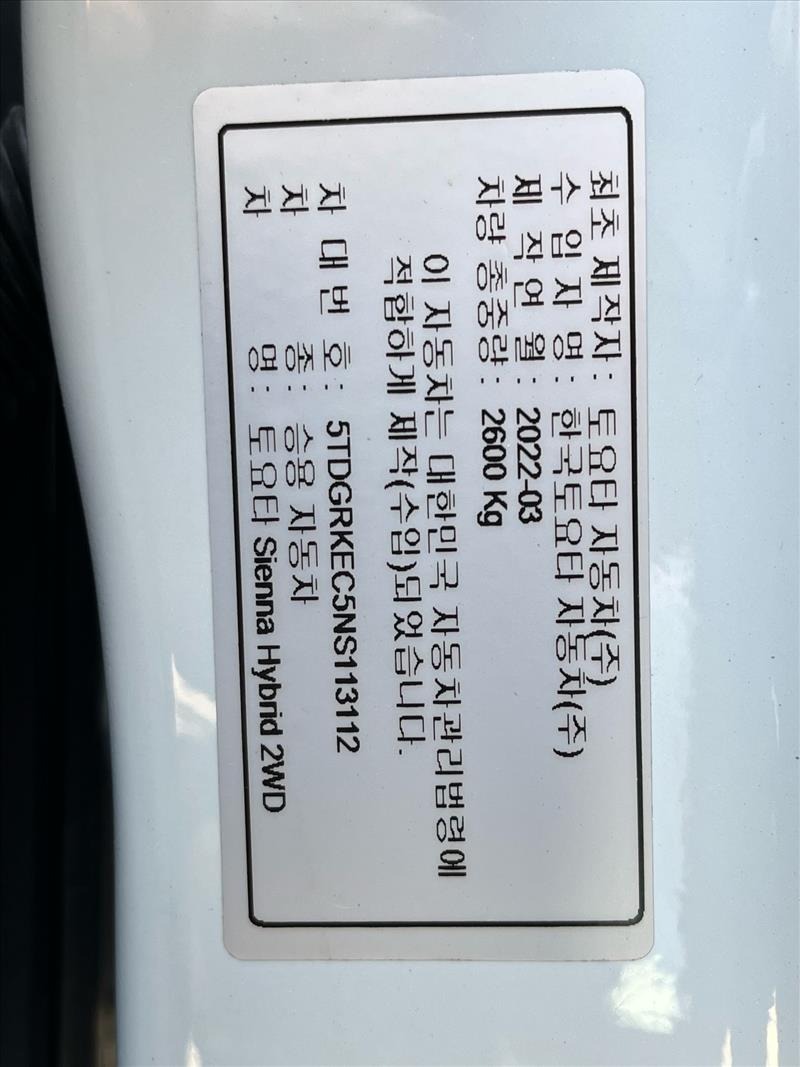 최초 제작자: 토요타 자동차(주)
수 입 자 명: 한국토요타 자동차(주)
제 작 연 월: 2022-03
차량 총중량: 2600 Kg
이 자동차는 대한민국 자동차관리법령에
적합하게 제작(수입)되었습니다.
차 대 번 호: 5TDGRKEC5NS113112
차 종: 승용 자동차
차 명: 토요타 Sienna Hybrid 2WD